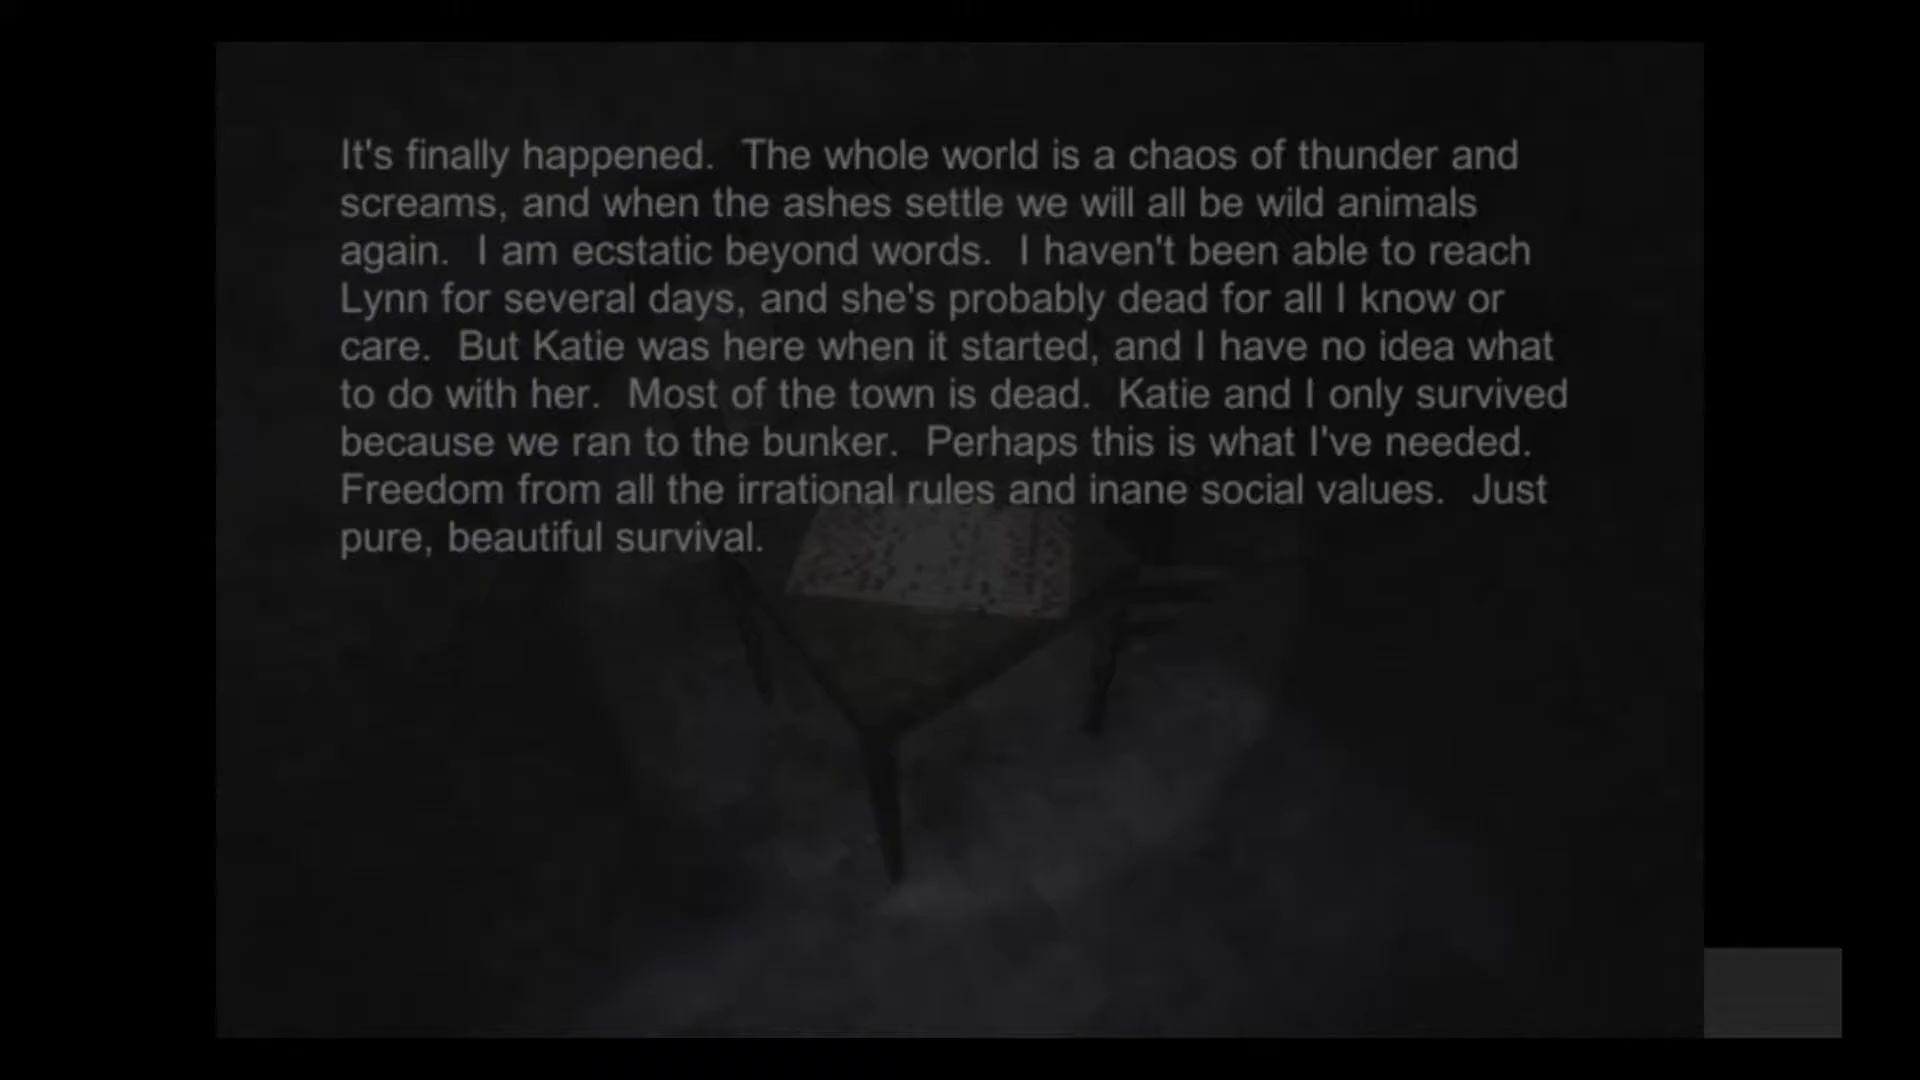 It's finally happened.  The whole world is a chaos of thunder and
screams, and when the ashes settle we will all be wild animals
again.  I am ecstatic beyond words.  I haven't been able to reach
Lynn for several days, and she's probably dead for all I know or
care.  But Katie was here when it started, and I have no idea what
to do with her.  Most of the town is dead.  Katie and I only survived
because we ran to the bunker.  Perhaps this is what I've needed.
Freedom from all the irrational rules and inane social values.  Just
pure, beautiful survival.